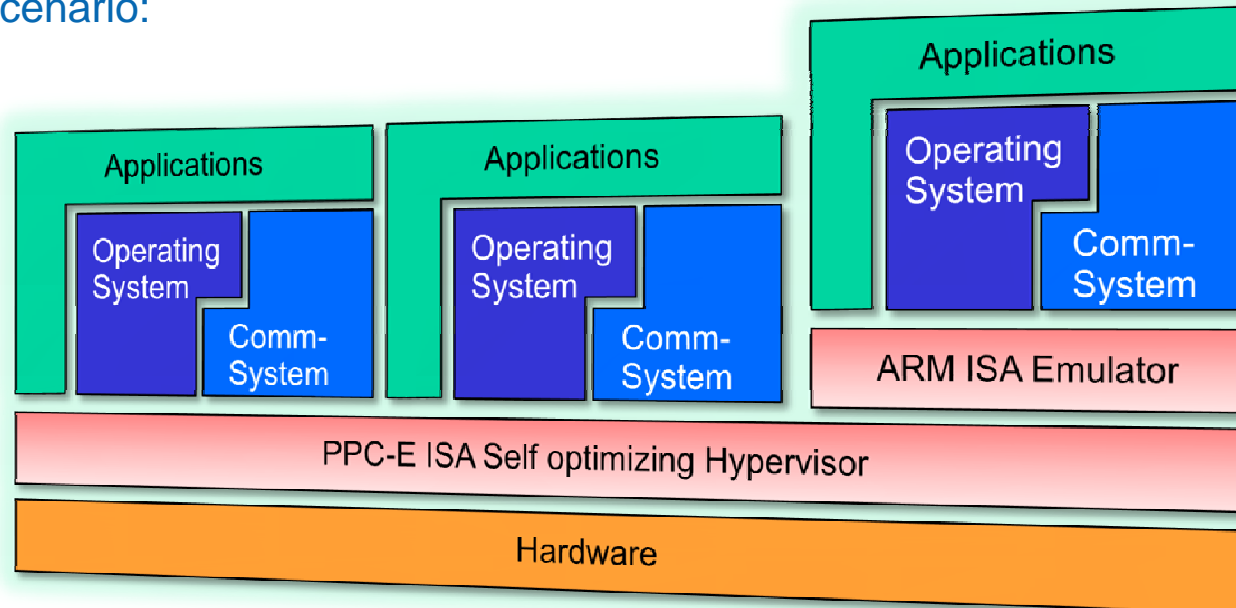 cenario:
Applications
Operating
System
Comm-
System
Applications
Operating
System
Comm-
System
Applications
Operating
System
Comm-
System
ARM ISA Emulator
PPC-E ISA Self optimizing Hypervisor
Hardware